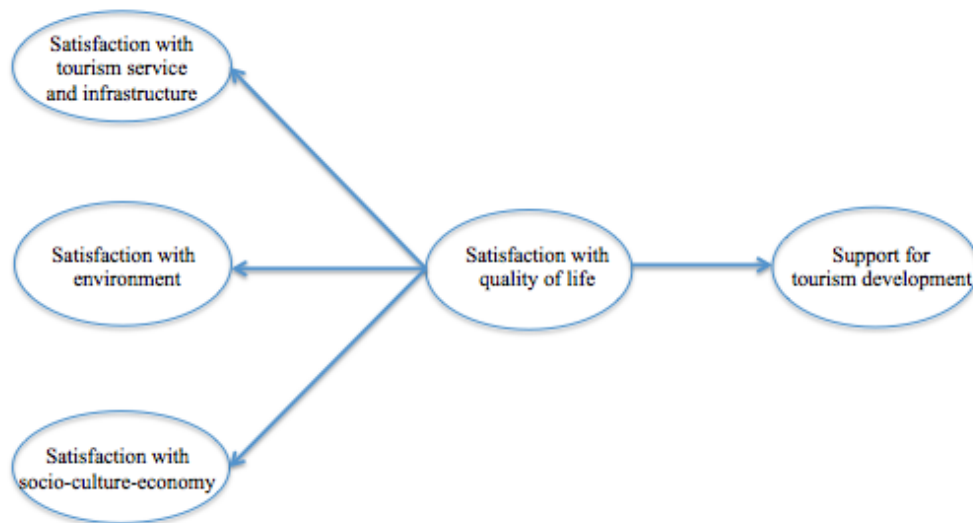 Satisfaction with
tourism service
and infrastructure
Satisfaction with
environment
Satisfaction with
quality of life
Support for
tourism development
Satisfaction with
socio-culture-economy